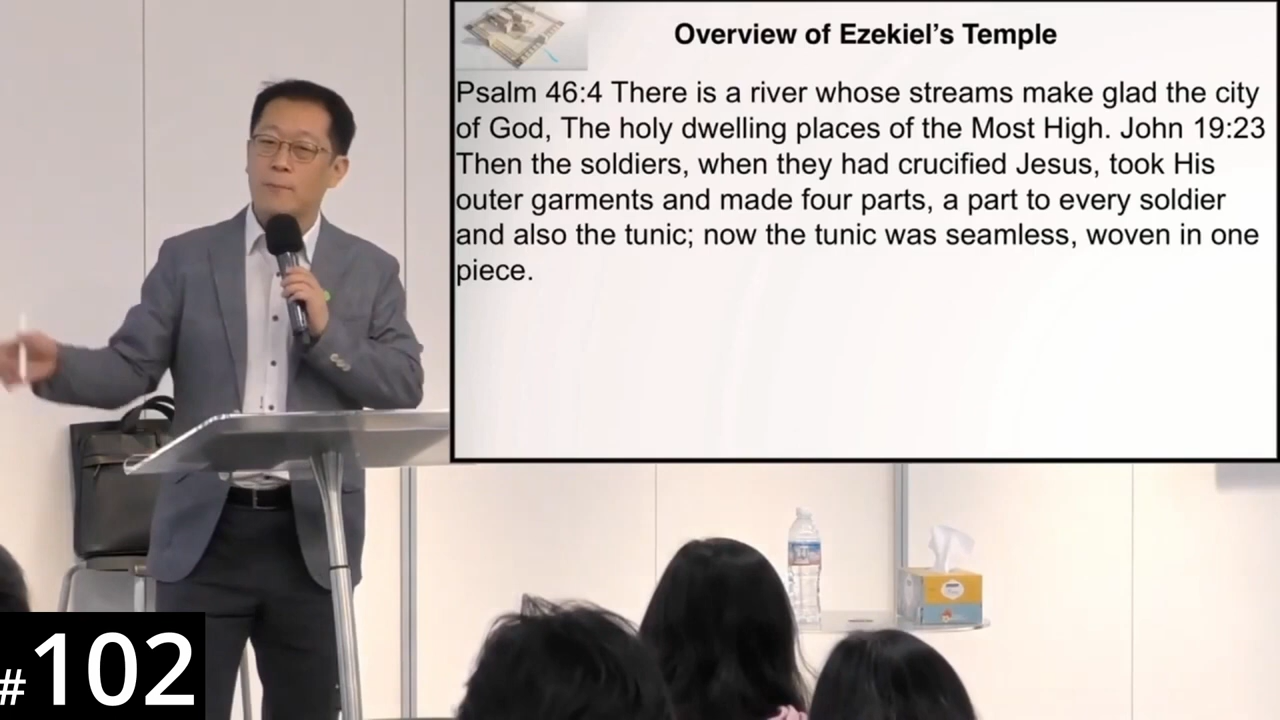 Overview of Ezekiel's Temple
Psalm 46:4 There is a river whose streams make glad the city
of God, The holy dwelling places of the Most High. John 19:23
Then the soldiers, when they had crucified Jesus, took His
outer garments and made four parts, a part to every soldier
and also the tunic; now the tunic was seamless, woven in one
piece.
#102